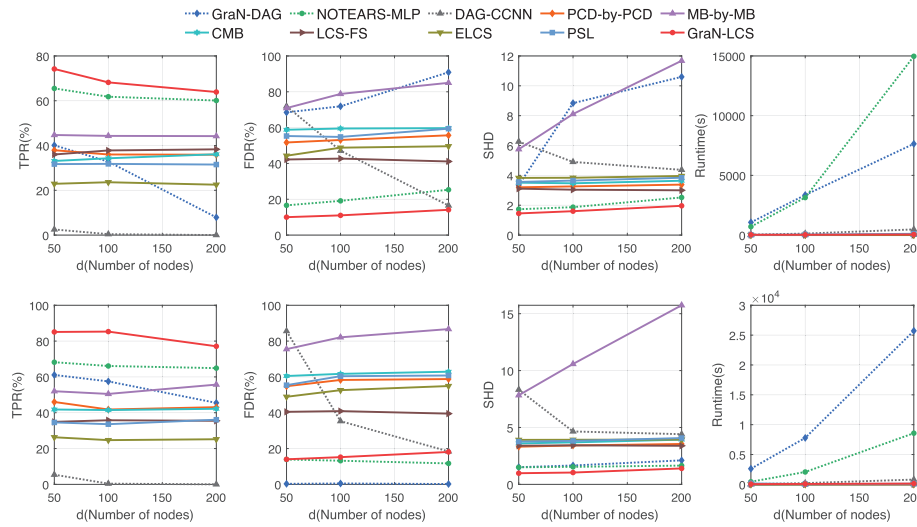 GraN-DAG NOTEARS-MLP DAG-CCNN PCD-by-PCD MB-by-MB
CMB LCS-FS ELCS PSL GraN-LCS
TPR(%)
80
60
40
20
0
50 100 150 200
d(Number of nodes)
FDR(%)
100
80
60
40
20
0
50 100 150 200
d(Number of nodes)
SHD
12
10
8
6
4
2
0
50 100 150 200
d(Number of nodes)
Runtime(s)
15000
10000
5000
0
50 100 150 200
d(Number of nodes)
TPR(%)
100
80
60
40
20
0
50 100 150 200
d(Number of nodes)
FDR(%)
100
80
60
40
20
0
50 100 150 200
d(Number of nodes)
SHD
15
10
5
0
50 100 150 200
d(Number of nodes)
Runtime(s)
3 ×10⁴
2.5
2
1.5
1
0.5
0
50 100 150 200
d(Number of nodes)